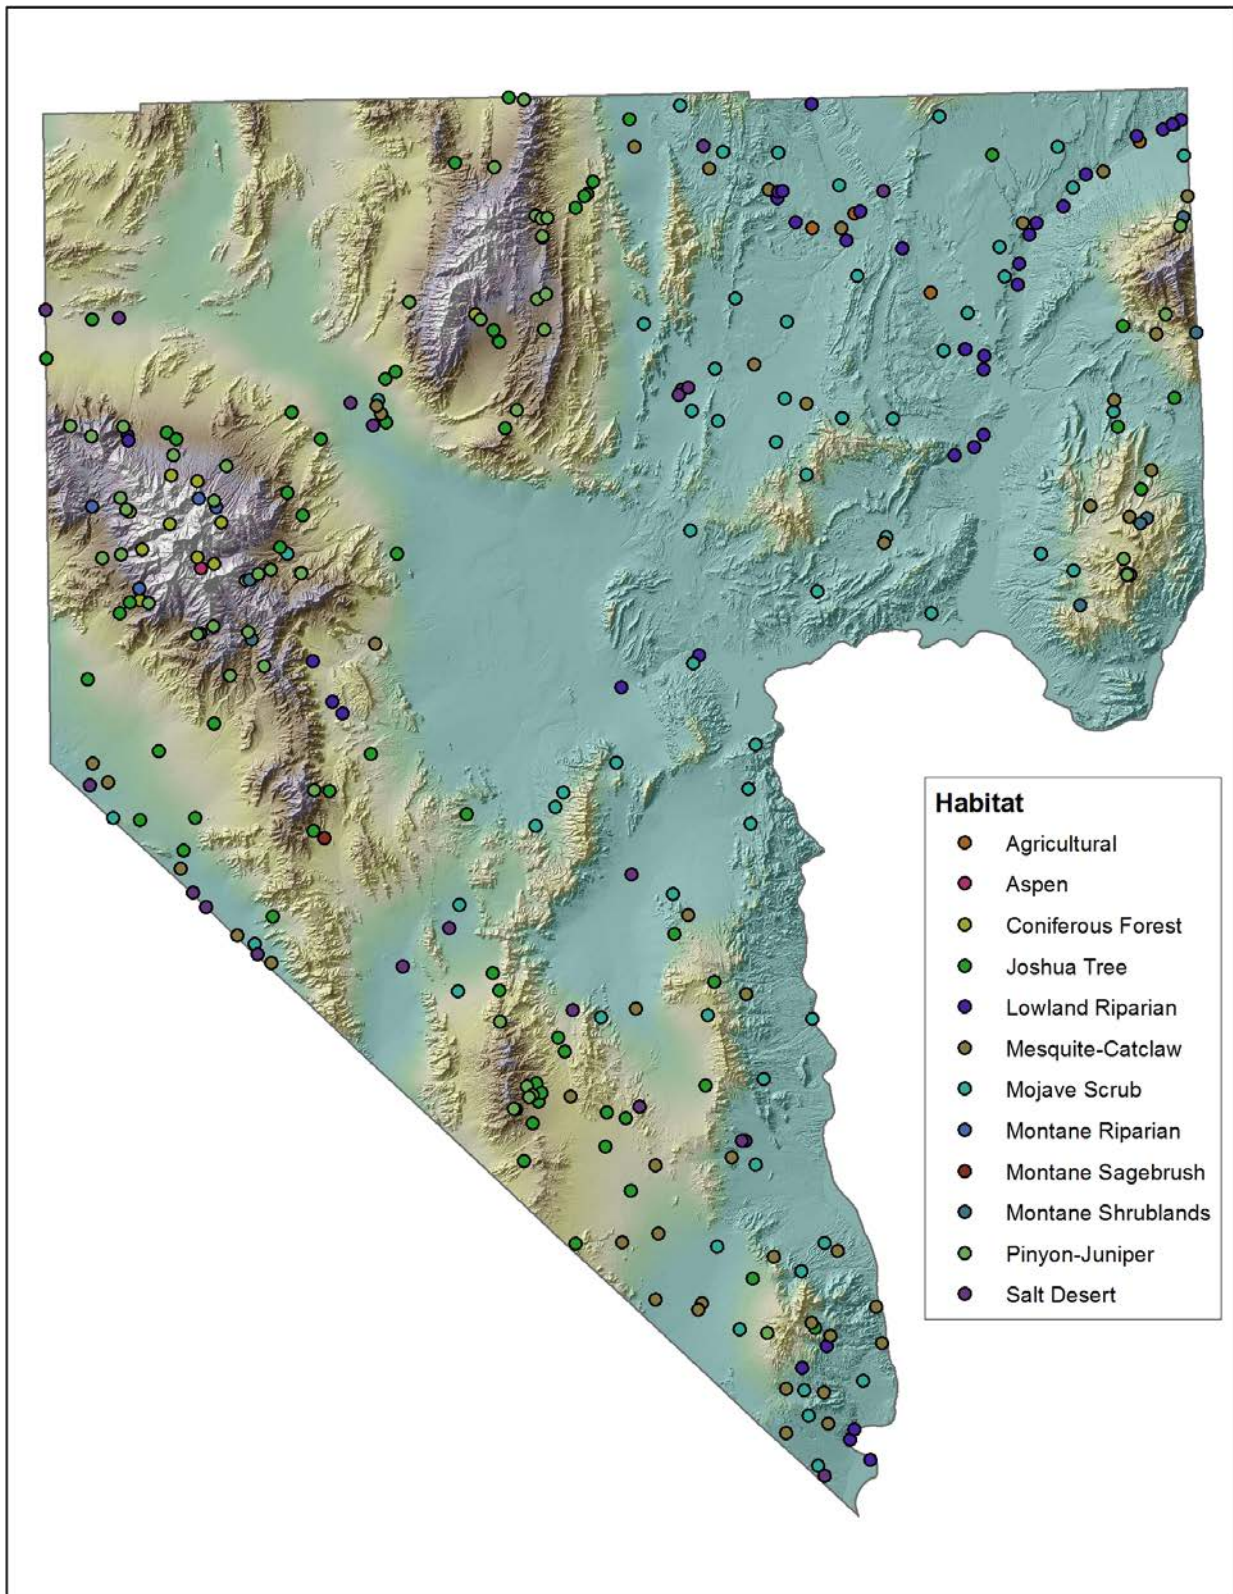 Habitat
Agricultural
Aspen
Coniferous Forest
Joshua Tree
Lowland Riparian
Mesquite-Catclaw
Mojave Scrub
Montane Riparian
Montane Sagebrush
Montane Shrublands
Pinyon-Juniper
Salt Desert